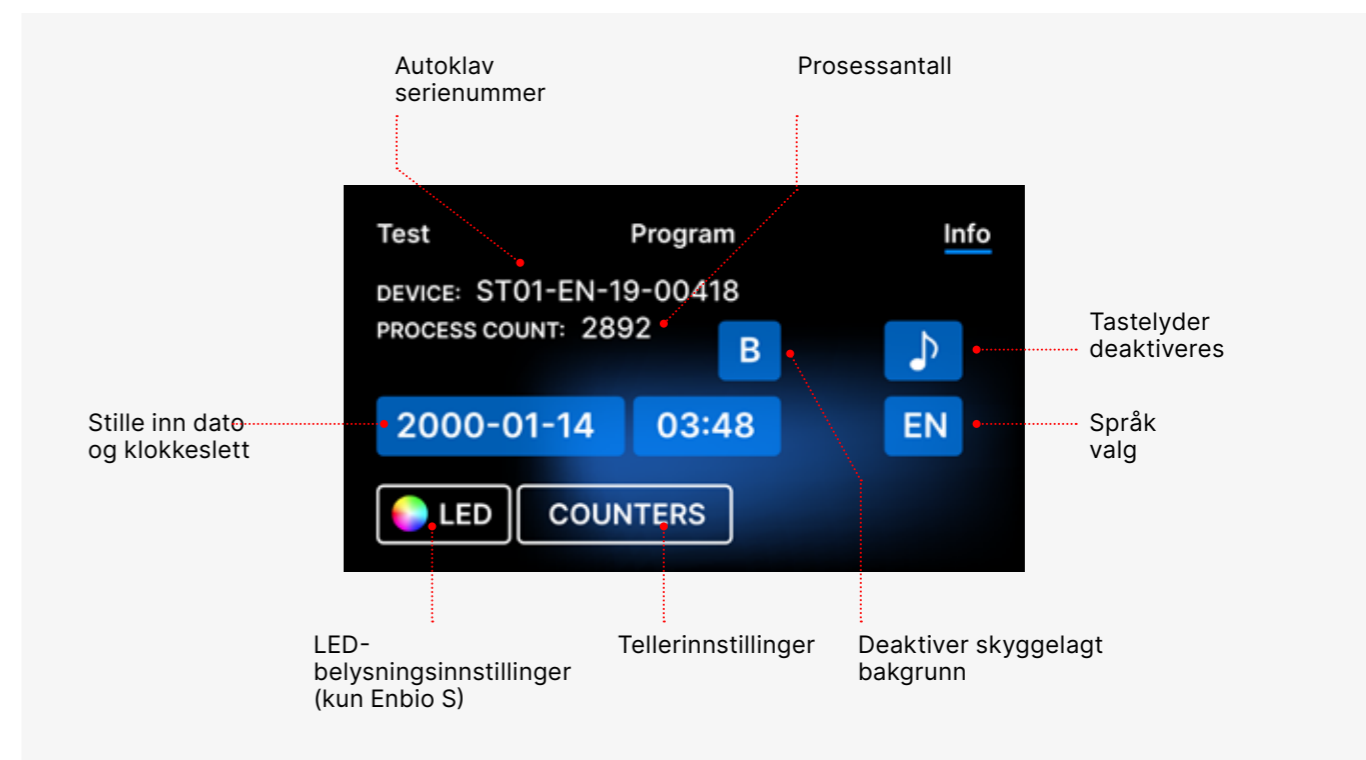 Autoklav
serienummer
Prosessantall
Test Program Info
DEVICE: ST01-EN-19-00418
PROCESS COUNT: 2892
B
Tastelyder
deaktiveres
Stille inn dato
og klokkeslett
2000-01-14 03:48 EN
Språk
valg
LED COUNTERS
LED-
belysningsinnstillinger
(kun Enbio S)
Tellerinnstillinger
Deaktiver skyggelagt
bakgrunn